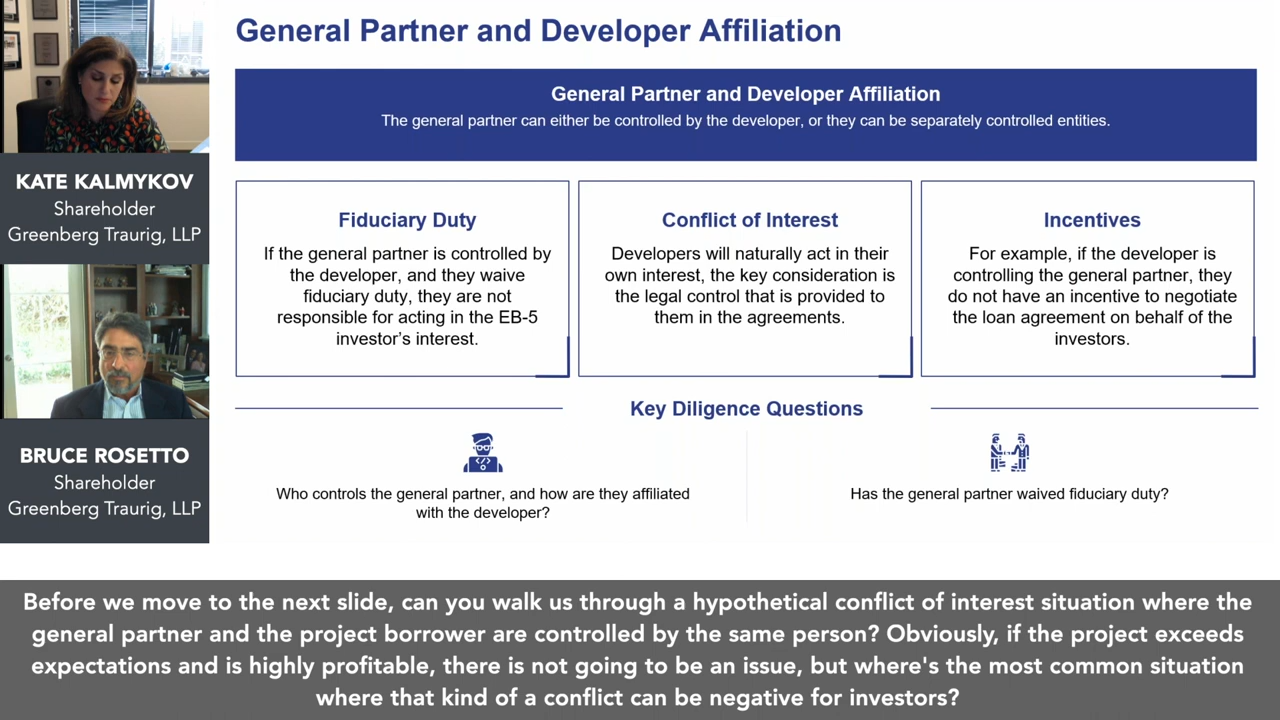 General Partner and Developer Affiliation
General Partner and Developer Affiliation
The general partner can either be controlled by the developer, or they can be separately controlled entities.
KATE KALMYKOV
Shareholder
Greenberg Traurig, LLP
Fiduciary Duty
If the general partner is controlled by
the developer, and they waive
fiduciary duty, they are not
responsible for acting in the EB-5
investor's interest.
Conflict of Interest
Developers will naturally act in their
own interest, the key consideration is
the legal control that is provided to
them in the agreements.
Incentives
For example, if the developer is
controlling the general partner, they
do not have an incentive to negotiate
the loan agreement on behalf of the
investors.
BRUCE ROSETTO
Shareholder
Greenberg Traurig, LLP
Key Diligence Questions
Who controls the general partner, and how are they affiliated
with the developer?
Has the general partner waived fiduciary duty?
Before we move to the next slide, can you walk us through a hypothetical conflict of interest situation where the
general partner and the project borrower are controlled by the same person? Obviously, if the project exceeds
expectations and is highly profitable, there is not going to be an issue, but where's the most common situation
where that kind of a conflict can be negative for investors?